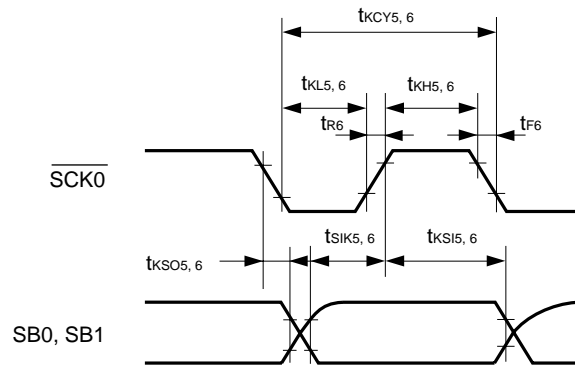 tKCY5, 6
tKL5, 6
tKH5, 6
tR6
tF6
SCK0
tSIK5, 6
tKSI5, 6
tKSO5, 6
SB0, SB1